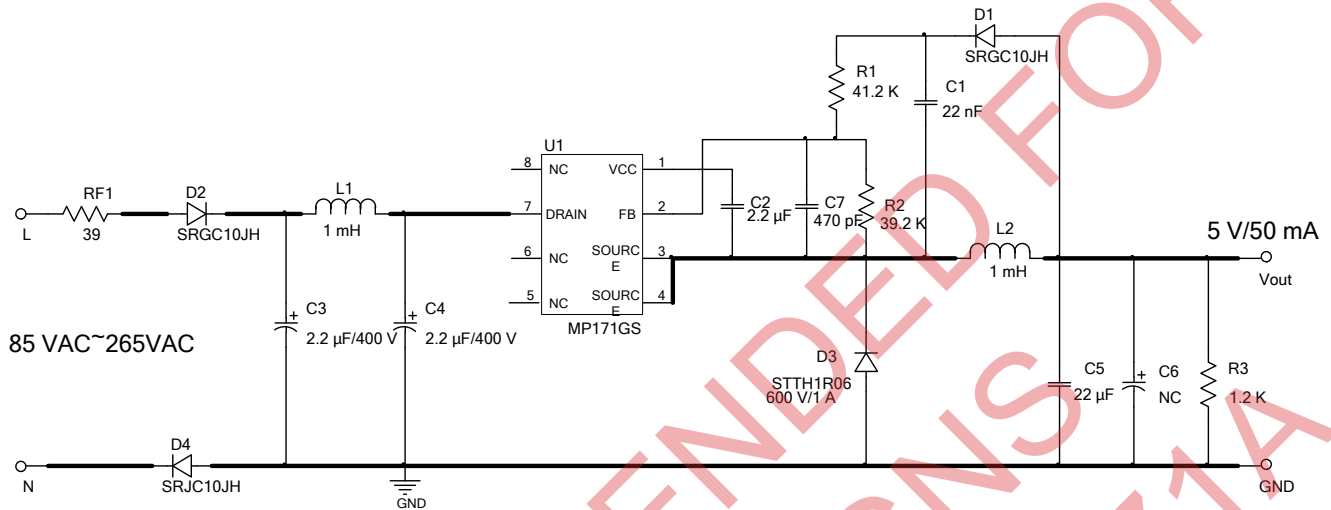 D1
SRGC10JH
R1
41.2 K
C1
22 nF
U1
8 NC VCC 1
RF1
39
L
D2
SRGC10JH
L1
1 mH
7 DRAIN FB 2
C2
2.2 µF
C7
470 pF
R2
39.2 K
L2
1 mH
5 V/50 mA
Vout
6 NC SOURC
E 3
5 NC SOURC
E 4
MP171GS
C3
2.2 µF/400 V
C4
2.2 µF/400 V
85 VAC~265VAC
D3
STTH1R06
600 V/1 A
C5
22 µF
C6
NC
R3
1.2 K
D4
SRJC10JH
N
GND
GND
ENDED FOR
GNS
71A